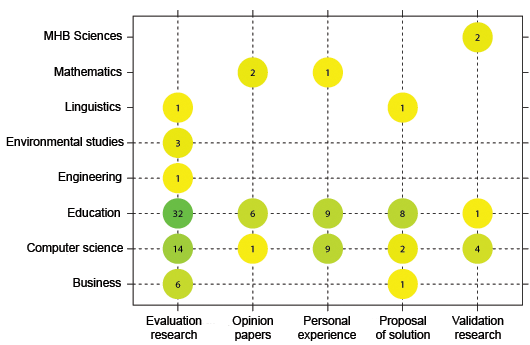 MHB Sciences 2
Mathematics 2 1
Linguistics 1 1
Environmental studies 3
Engineering 1
Education 32 6 9 8 1
Computer science 14 1 9 2 4
Business 6 1
Evaluation research
Opinion papers
Personal experience
Proposal of solution
Validation research